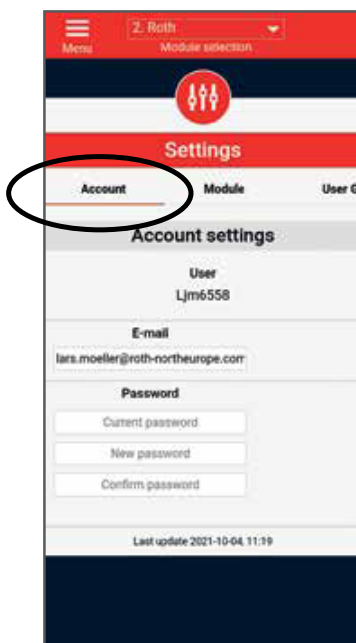 2. Roth
Menu
Module selection
Settings
Account
Module
User G
Account settings
User
Ljm6558
E-mail
lars.moeller@roth-northeurope.com
Password
Current password
New password
Confirm password
Last update 2021-10-04, 11:19